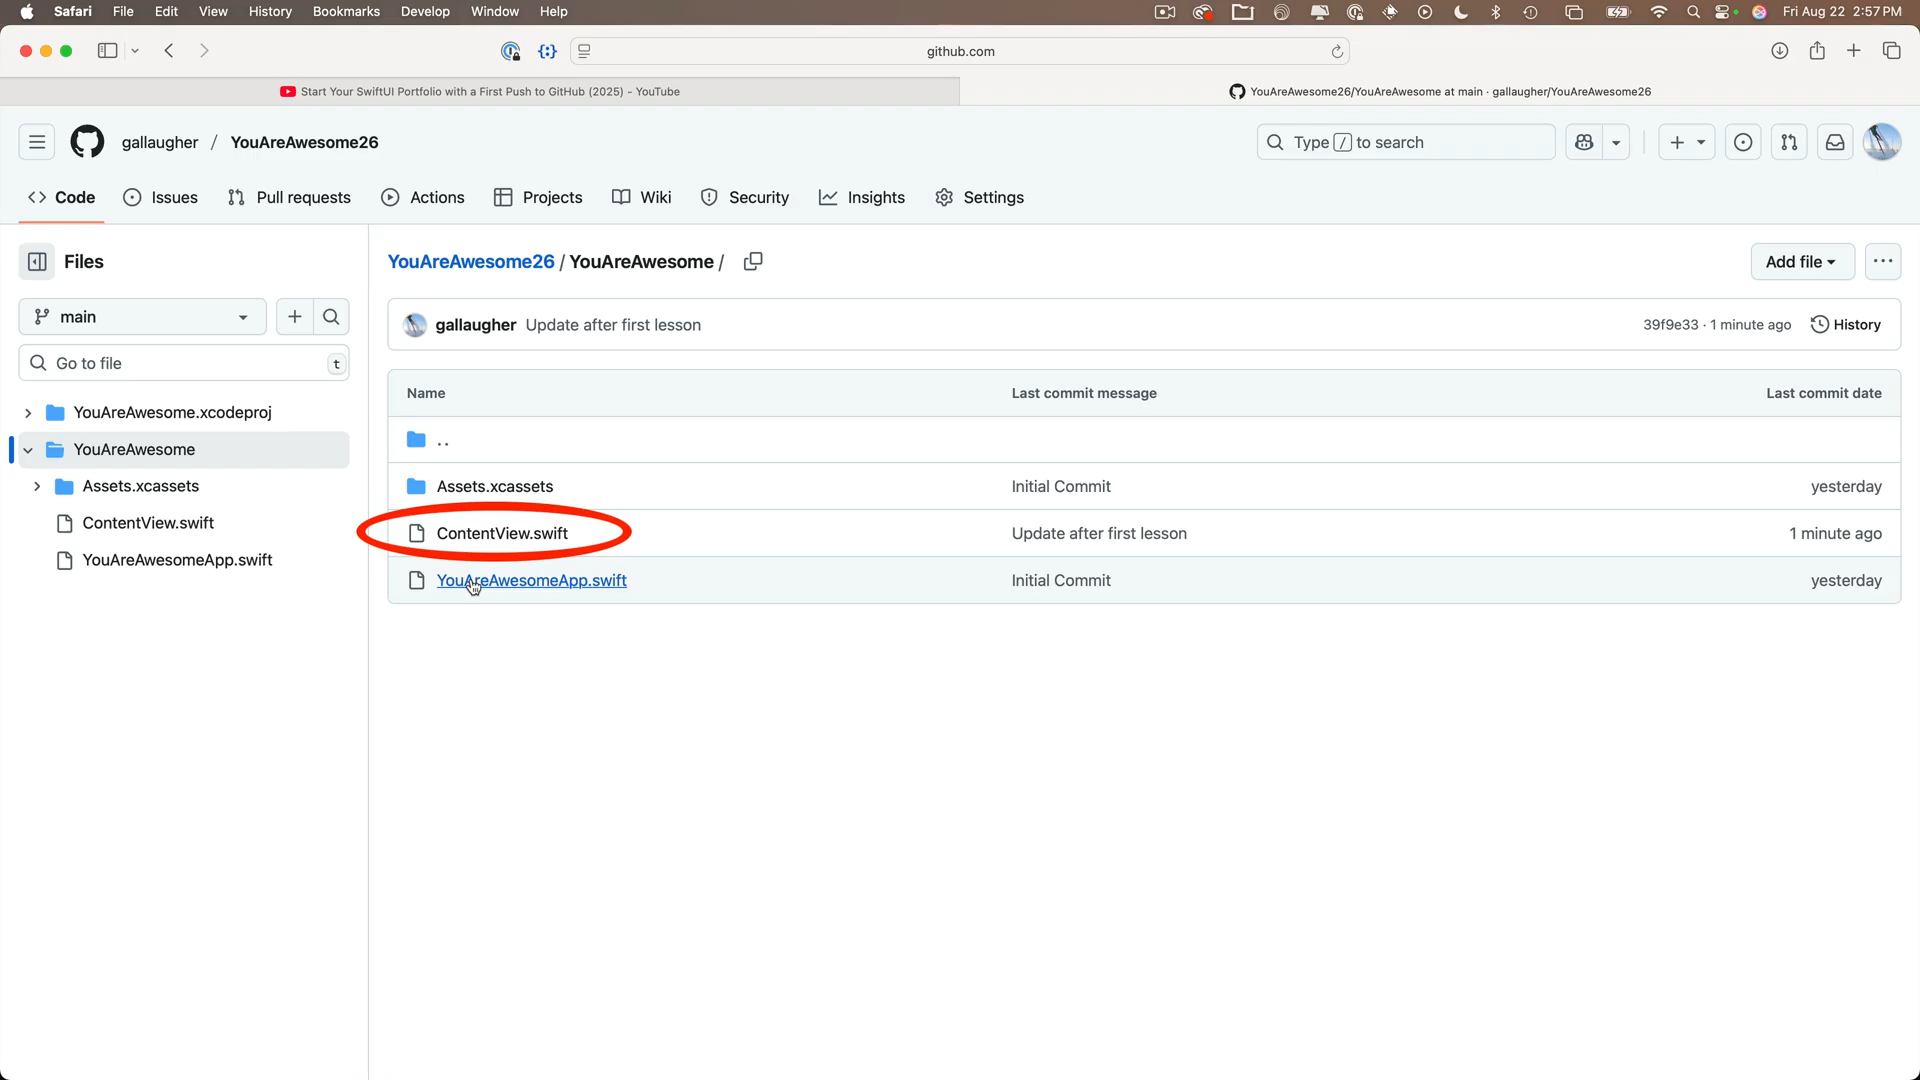 Safari File Edit View History Bookmarks Develop Window Help Fri Aug 22 2:57 PM
github.com
Start Your SwiftUI Portfolio with a First Push to GitHub (2025) - YouTube
YouAreAwesome26/YouAreAwesome at main · gallaugher/YouAreAwesome26
gallaugher / YouAreAwesome26
Type / to search
Code Issues Pull requests Actions Projects Wiki Security Insights Settings
Files
YouAreAwesome26 / YouAreAwesome /
Add file
main
gallaugher Update after first lesson
39f9e33 · 1 minute ago
History
Go to file t
Name Last commit message Last commit date
YouAreAwesome.xcodeproj
..
YouAreAwesome
Assets.xcassets
Assets.xcassets Initial Commit yesterday
ContentView.swift
ContentView.swift Update after first lesson 1 minute ago
YouAreAwesomeApp.swift
YouAreAwesomeApp.swift Initial Commit yesterday